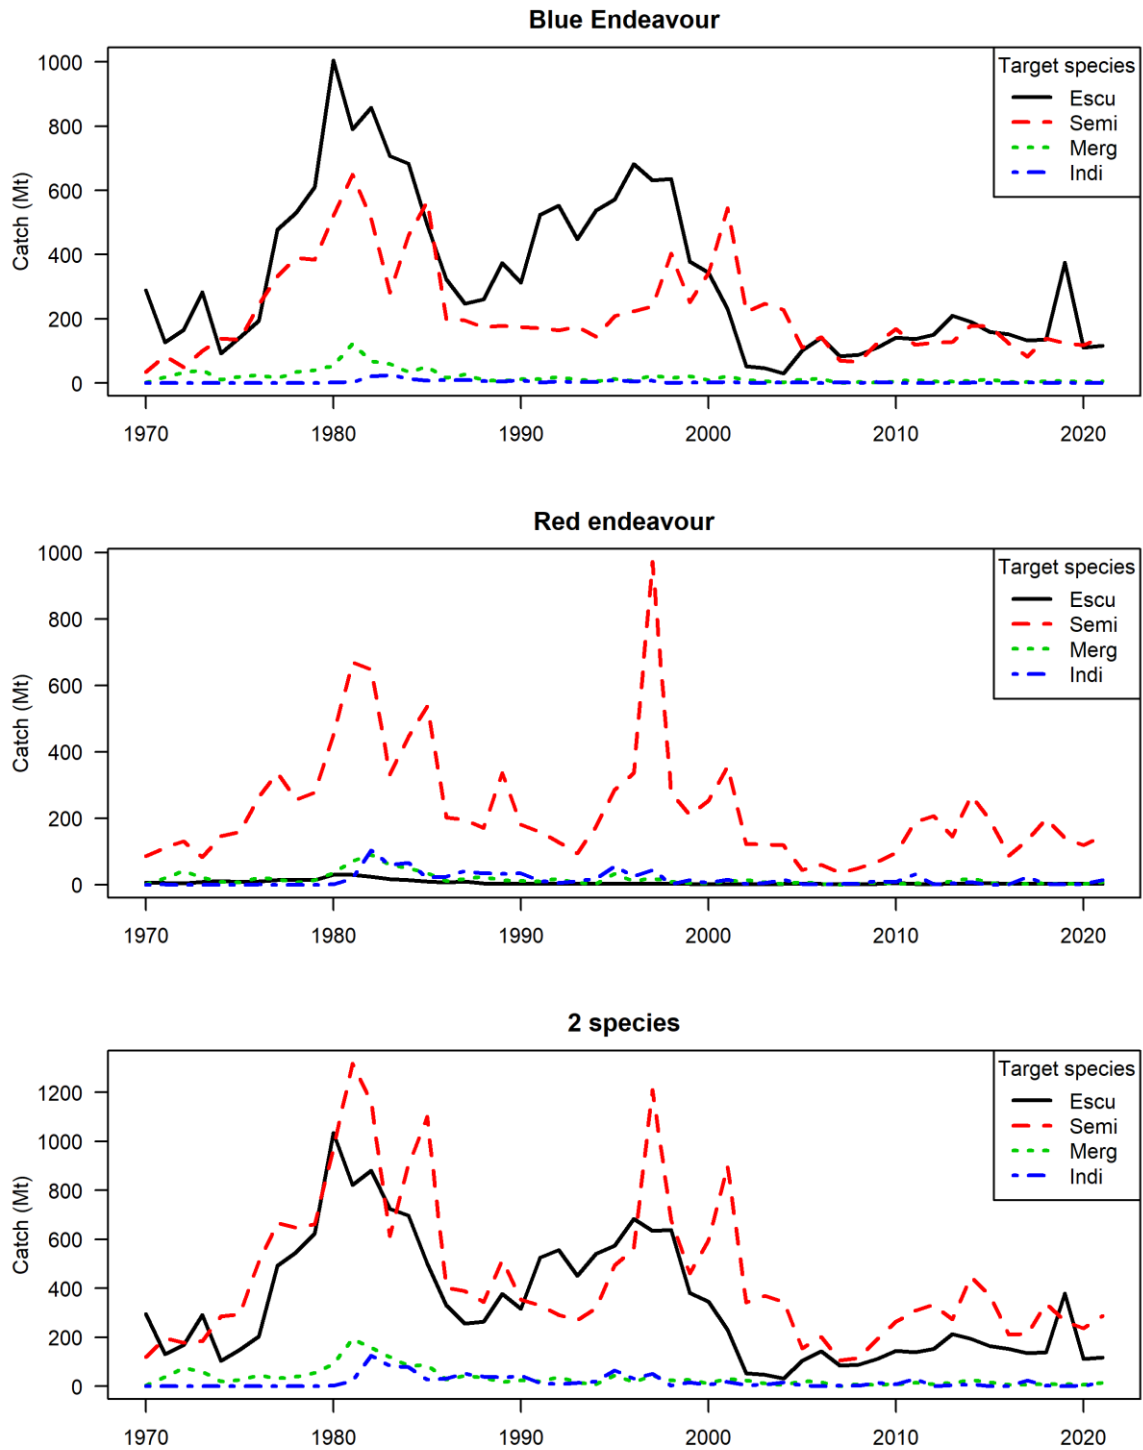 Blue Endeavour
Catch (Mt)
1000
800
600
400
200
0
1970 1980 1990 2000 2010 2020
Target species
Escu
Semi
Merg
Indi
Red endeavour
Catch (Mt)
1000
800
600
400
200
0
1970 1980 1990 2000 2010 2020
Target species
Escu
Semi
Merg
Indi
2 species
Catch (Mt)
1200
1000
800
600
400
200
0
1970 1980 1990 2000 2010 2020
Target species
Escu
Semi
Merg
Indi